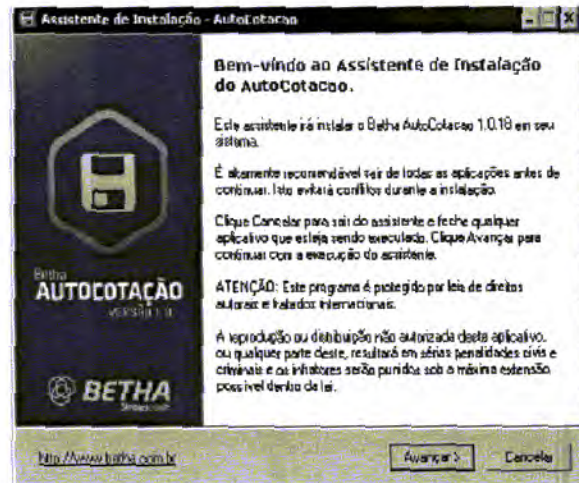 Assistente de Instalação - AutoCotacao
Bem-vindo ao Assistente de Instalação
do AutoCotacao.
Este assistente irá instalar o Betha AutoCotacao 1.0.18 em seu
sistema.
É altamente recomendável sair de todas as aplicações antes de
continuar. Isto evitará conflitos durante a instalação.
Clique Cancelar para sair do assistente e feche qualquer
aplicativo que esteja sendo executado. Clique Avançar para
continuar com a execução do assistente.
ATENÇÃO: Este programa é protegido por leis de direitos
autorais e tratados internacionais.
A reprodução ou distribuição não autorizada deste aplicativo,
ou qualquer parte deste, resultará em sérias penalidades civis e
criminais e os infratores serão punidos sob a máxima extensão
possível dentro da lei.
Betha
AUTOCOTAÇÃO
VERSÃO 1.0
BETHA
http://www.betha.com.br
Avançar >
Cancelar